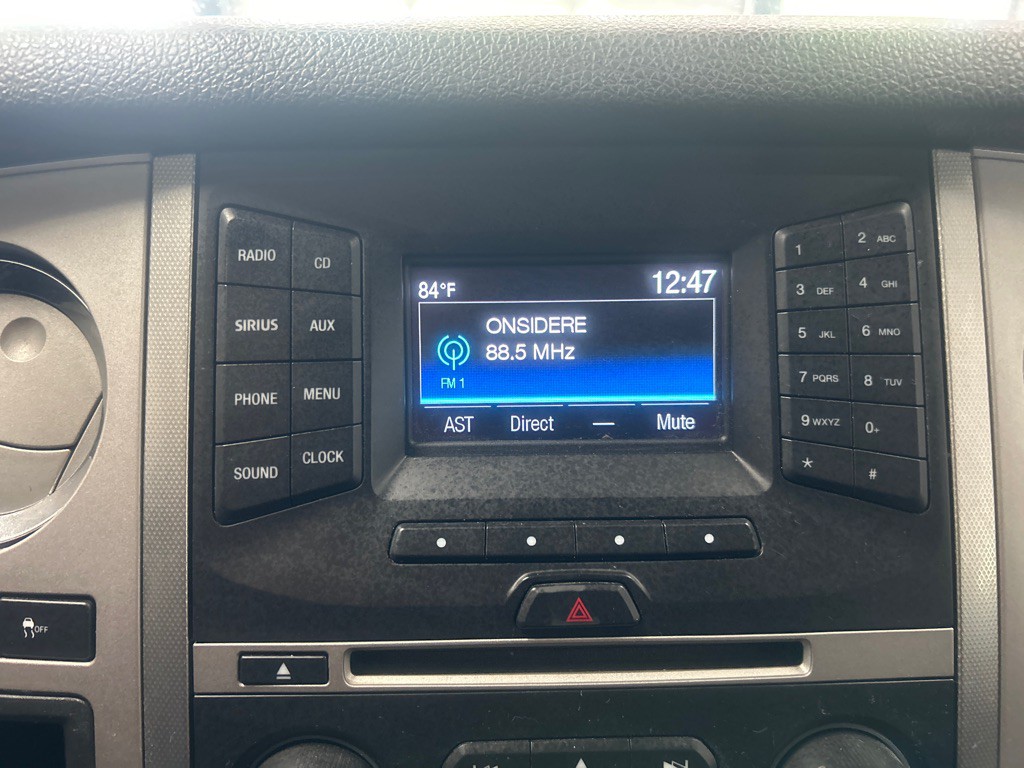 RADIO
CD
SIRIUS
AUX
PHONE
MENU
SOUND
CLOCK
84°F
12:47
ONSIDERE
88.5 MHz
FM 1
AST Direct — Mute
1
2 ABC
3 DEF
4 GHI
5 JKL
6 MNO
7 PQRS
8 TUV
9 WXYZ
0+
*
#
OFF